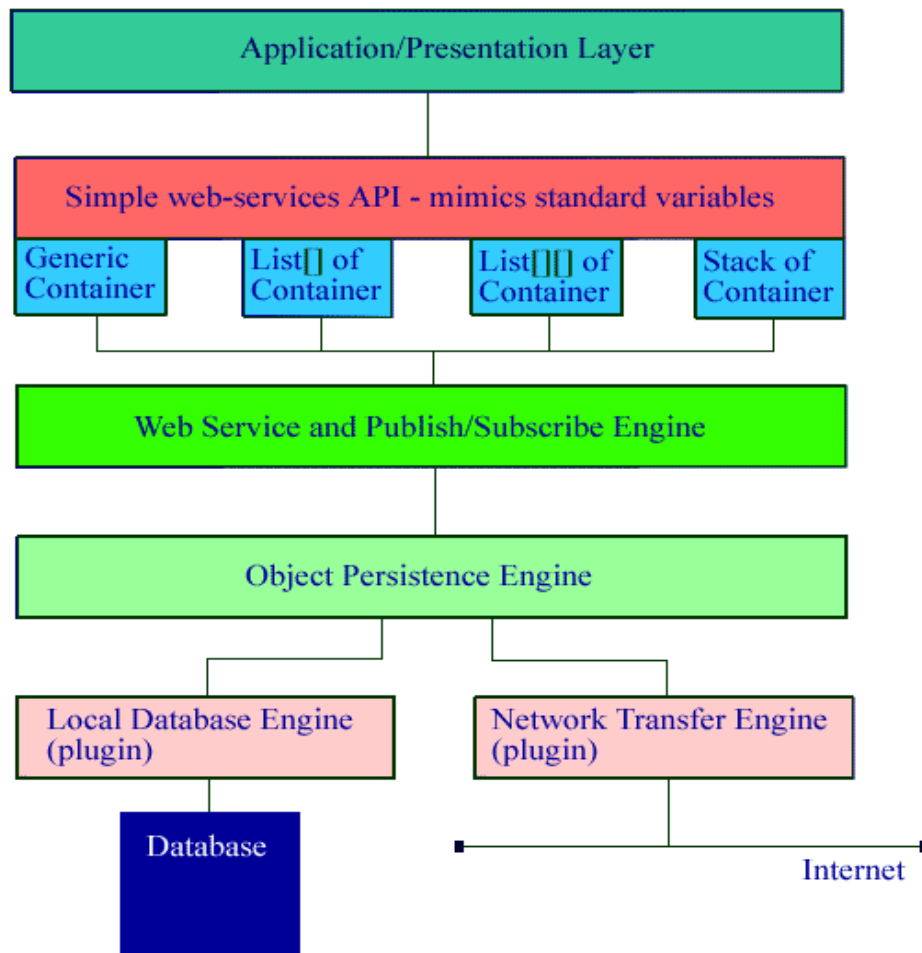 Application/Presentation Layer
Simple web-services API - mimics standard variables
Generic
Container
List[] of
Container
List[][] of
Container
Stack of
Container
Web Service and Publish/Subscribe Engine
Object Persistence Engine
Local Database Engine
(plugin)
Network Transfer Engine
(plugin)
Database
Internet